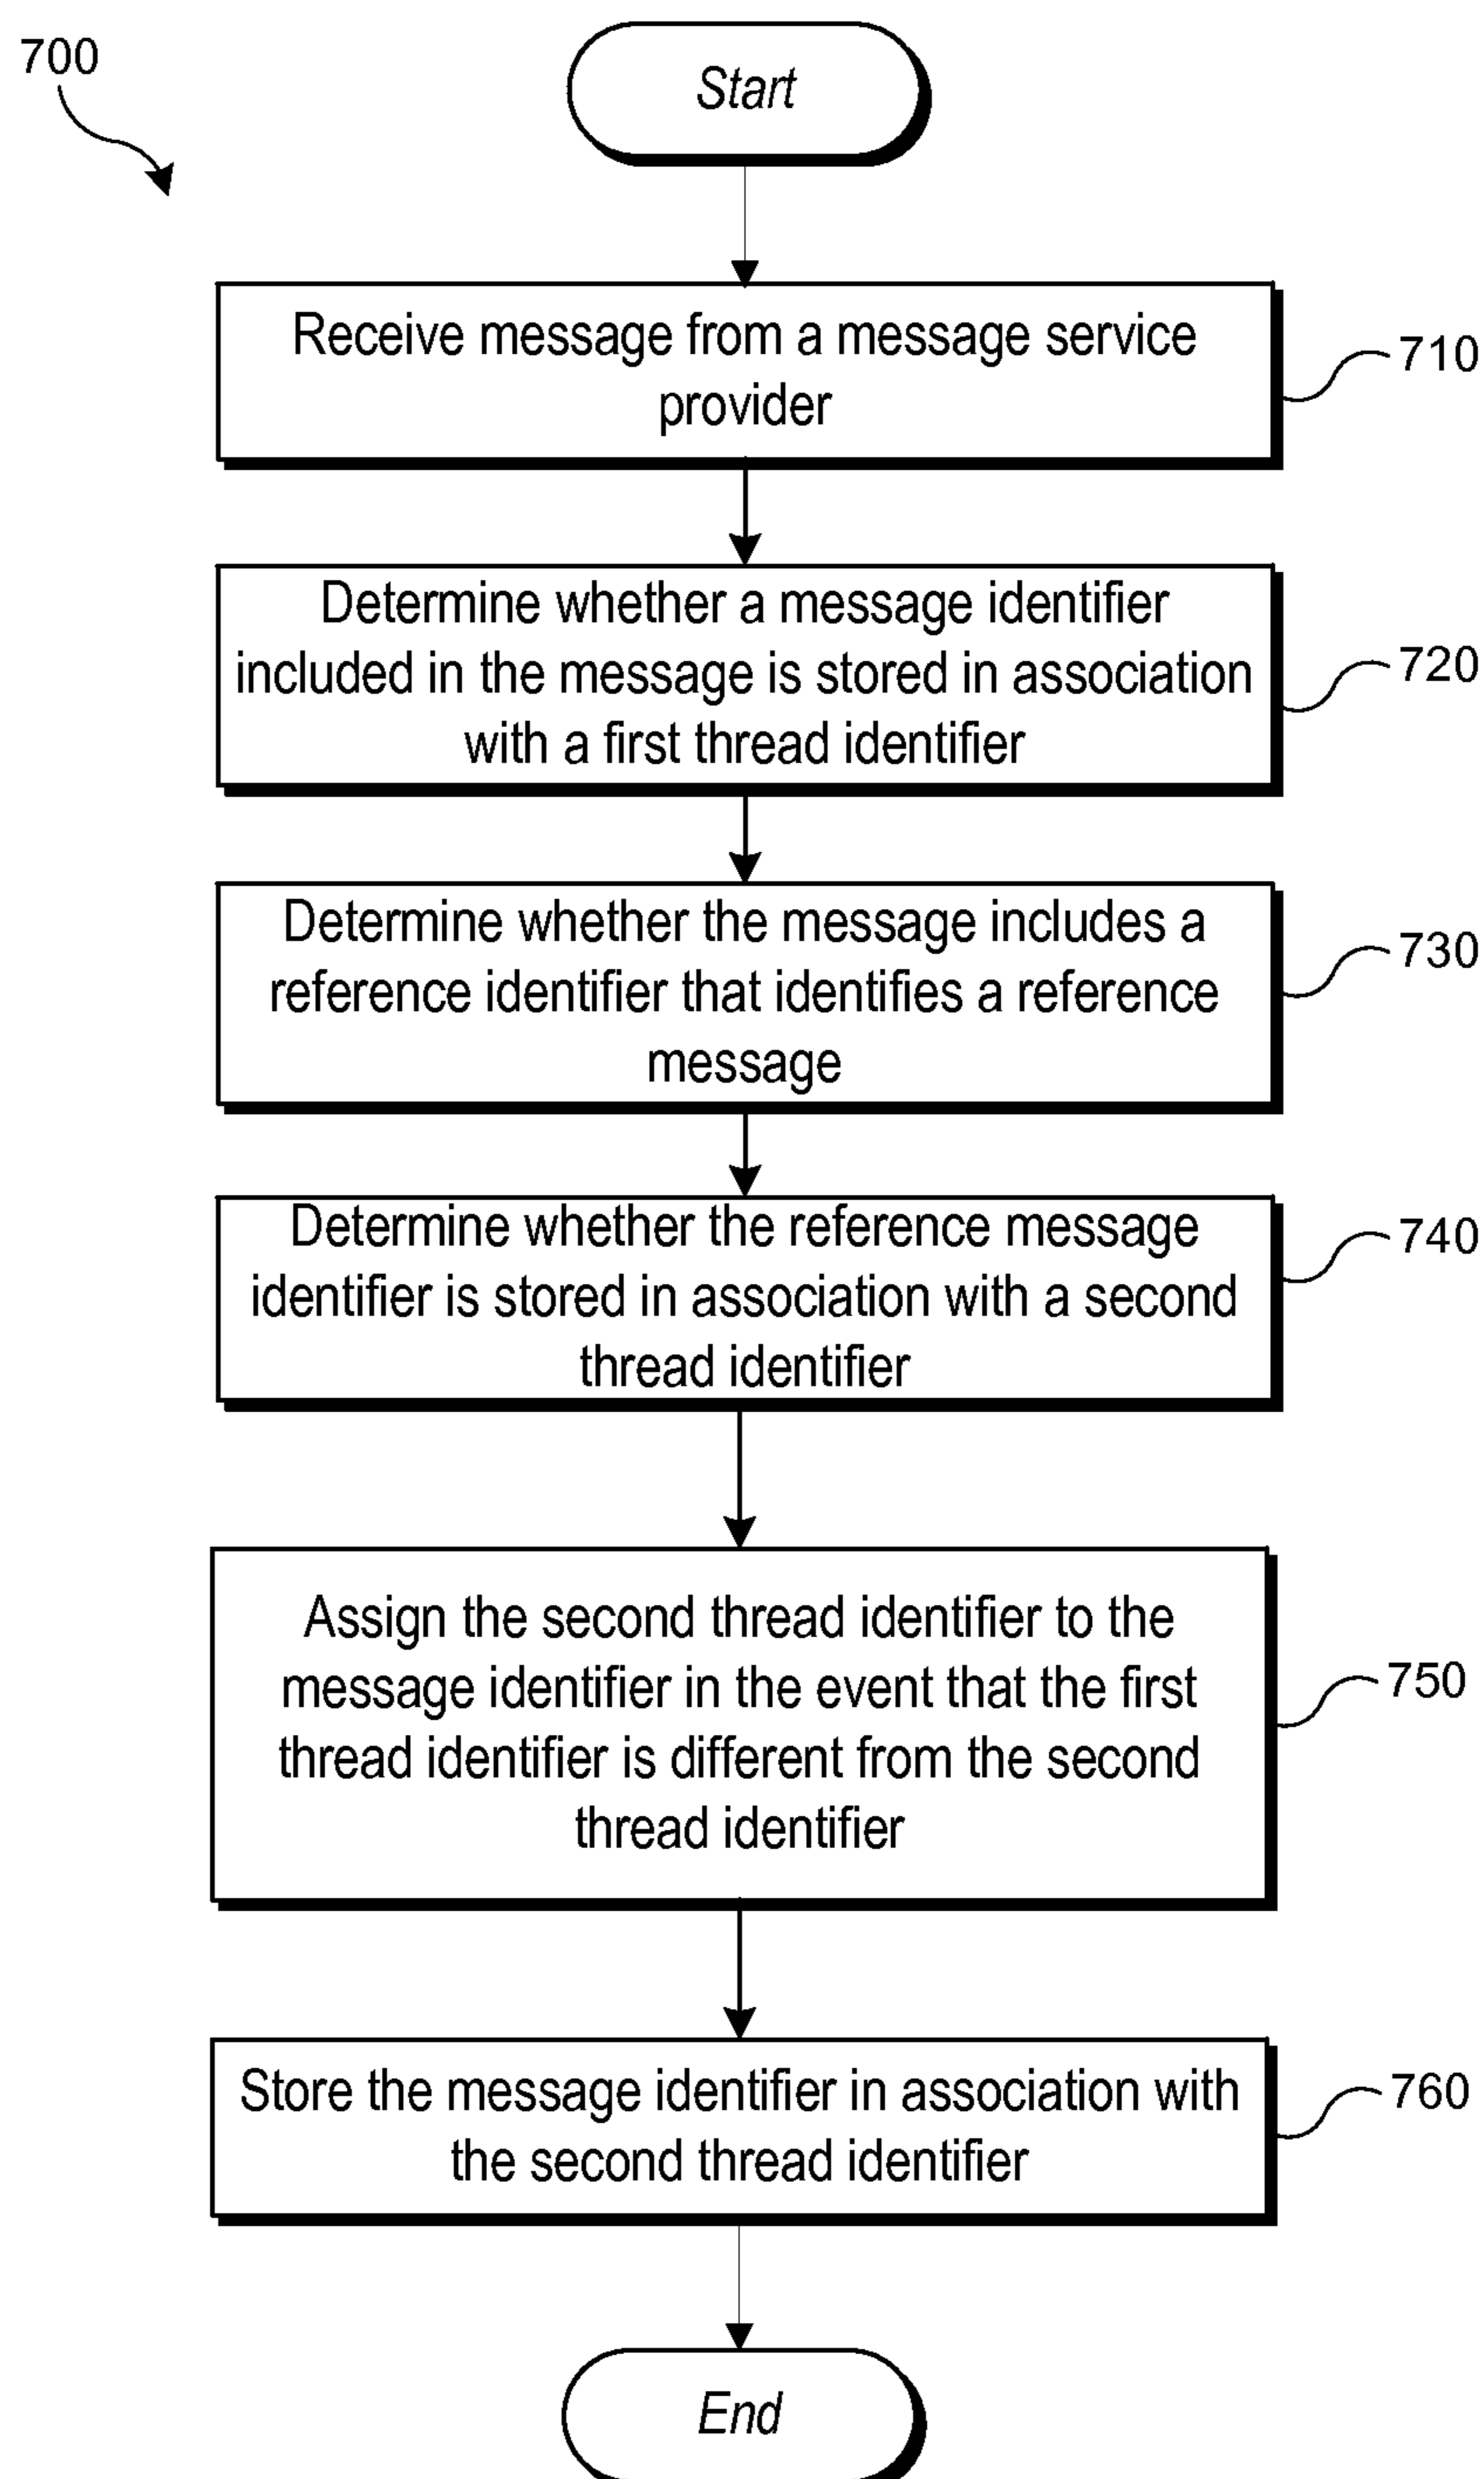 700
Start
Receive message from a message service
provider
710
Determine whether a message identifier
included in the message is stored in association
with a first thread identifier
720
Determine whether the message includes a
reference identifier that identifies a reference
message
730
Determine whether the reference message
identifier is stored in association with a second
thread identifier
740
Assign the second thread identifier to the
message identifier in the event that the first
thread identifier is different from the second
thread identifier
750
Store the message identifier in association with
the second thread identifier
760
End